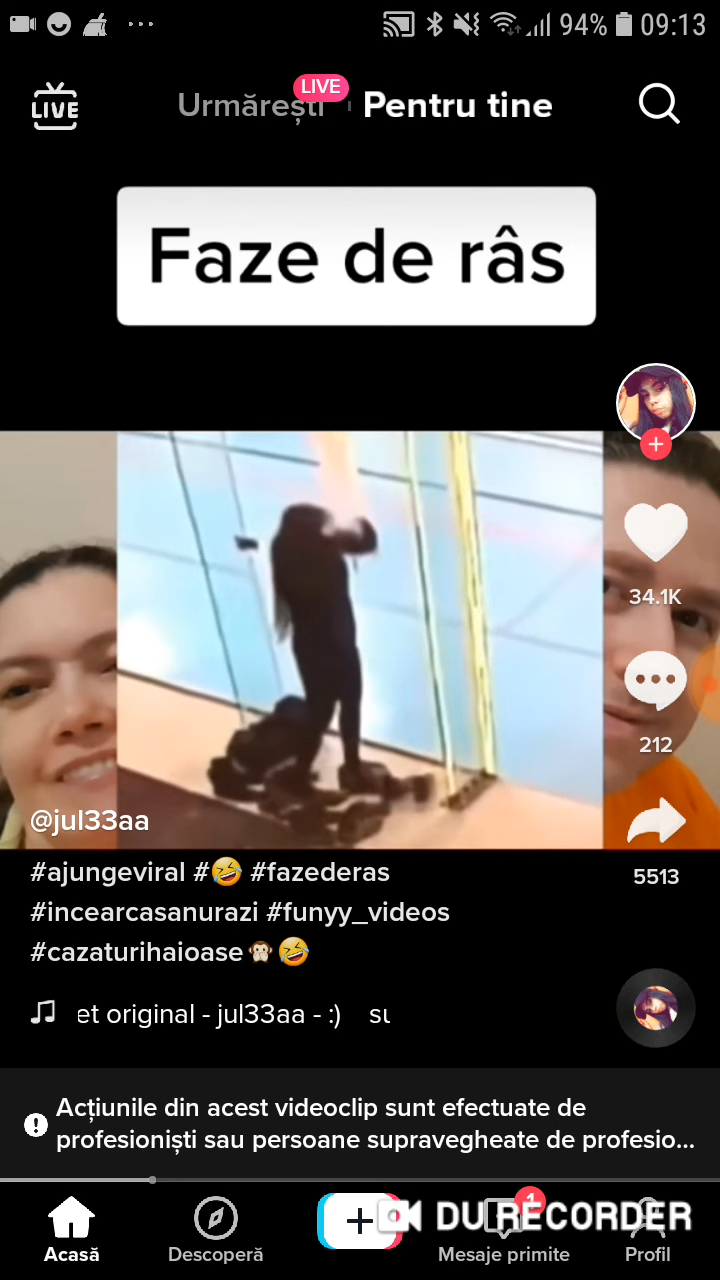 94% 09:13
LIVE
Urmărești LIVE Pentru tine
Faze de râs
34.1K
212
@jul33aa
5513
#ajungeviral #🤣 #fazederas
#incearcasanurazi #funyy_videos
#cazaturihaioase🙊🤣
et original - jul33aa - :) su
Acțiunile din acest videoclip sunt efectuate de
profesioniști sau persoane supravegheate de profesio...
1
DU RECORDER
Acasă Descoperă Mesaje primite Profil